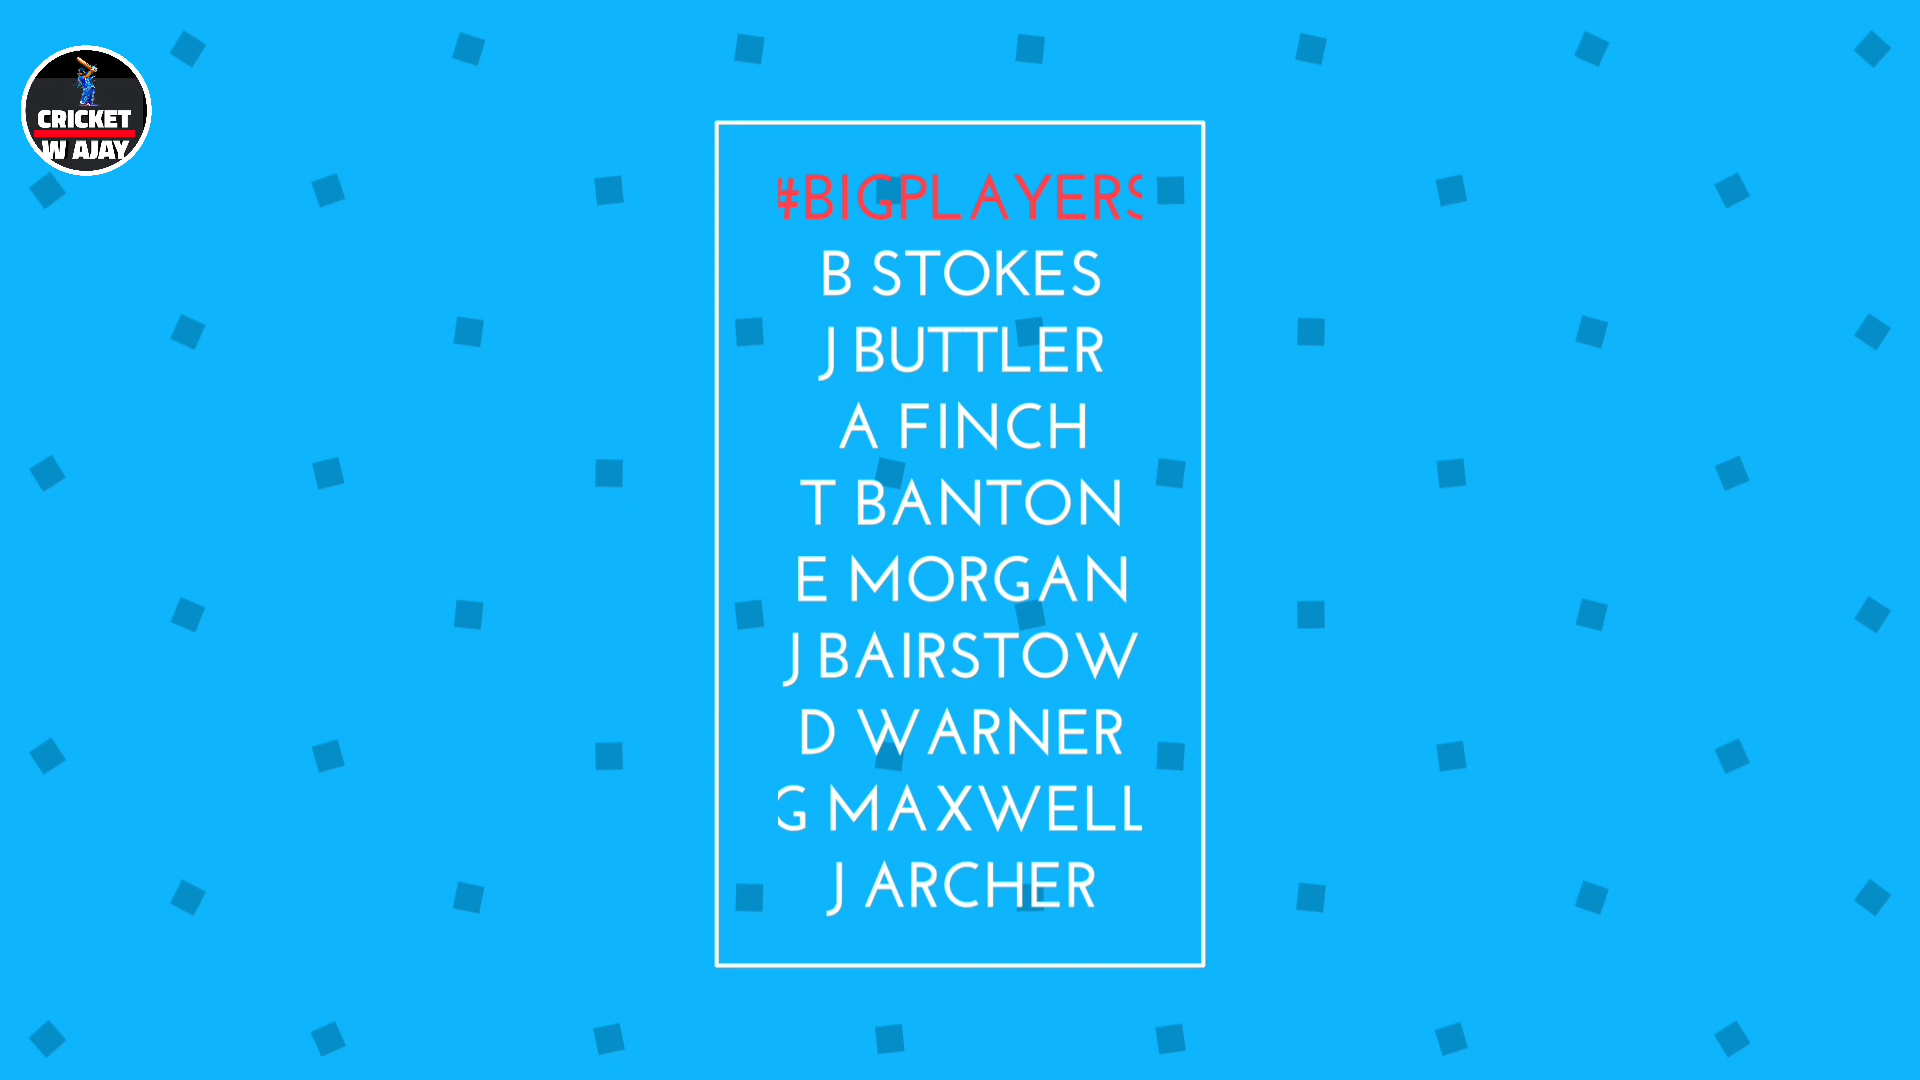 CRICKET
W AJAY
#BIGPLAYERS
B STOKES
J BUTTLER
A FINCH
T BANTON
E MORGAN
J BAIRSTOW
D WARNER
G MAXWELL
J ARCHER